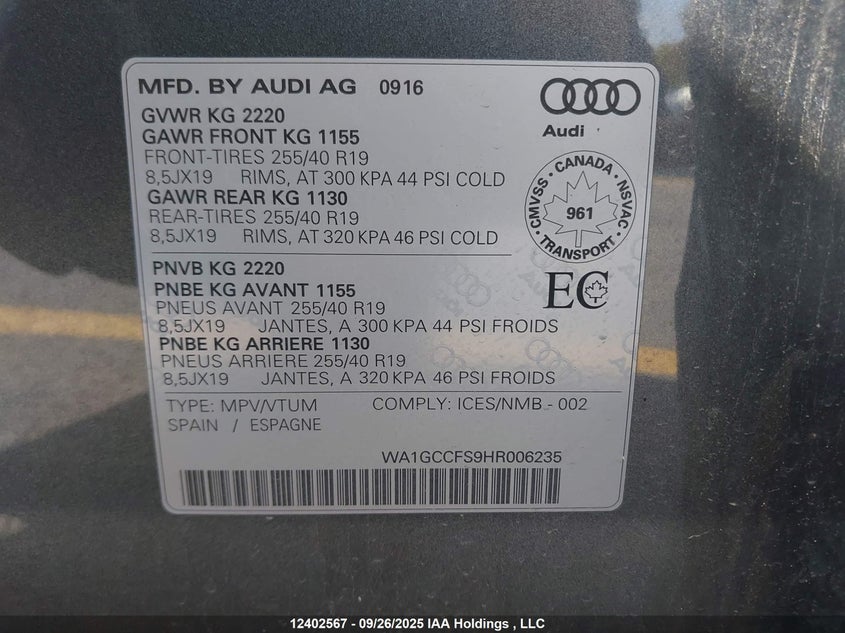 MFD. BY AUDI AG 0916
Audi
GVWR KG 2220
GAWR FRONT KG 1155
FRONT-TIRES 255/40 R19
8,5JX19 RIMS, AT 300 KPA 44 PSI COLD
GAWR REAR KG 1130
REAR-TIRES 255/40 R19
8,5JX19 RIMS, AT 320 KPA 46 PSI COLD
CMVSS - CANADA - NSVAC
961
TRANSPORT
EC
PNVB KG 2220
PNBE KG AVANT 1155
PNEUS AVANT 255/40 R19
8,5JX19 JANTES, A 300 KPA 44 PSI FROIDS
PNBE KG ARRIERE 1130
PNEUS ARRIERE 255/40 R19
8,5JX19 JANTES, A 320 KPA 46 PSI FROIDS
TYPE: MPV/VTUM COMPLY: ICES/NMB - 002
SPAIN / ESPAGNE
WA1GCCFS9HR006235
12402567 - 09/26/2025 IAA Holdings , LLC